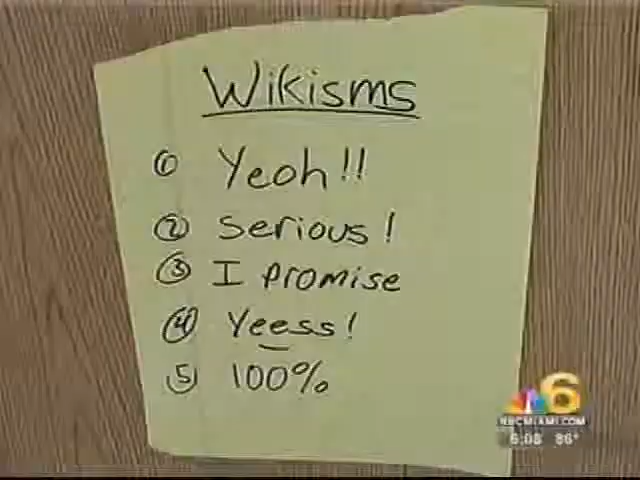 Wikisms
① Yeoh!!
② Serious!
③ I promise
④ Yeess!
⑤ 100%
6
NBCMIAMI.COM
6:08 86°